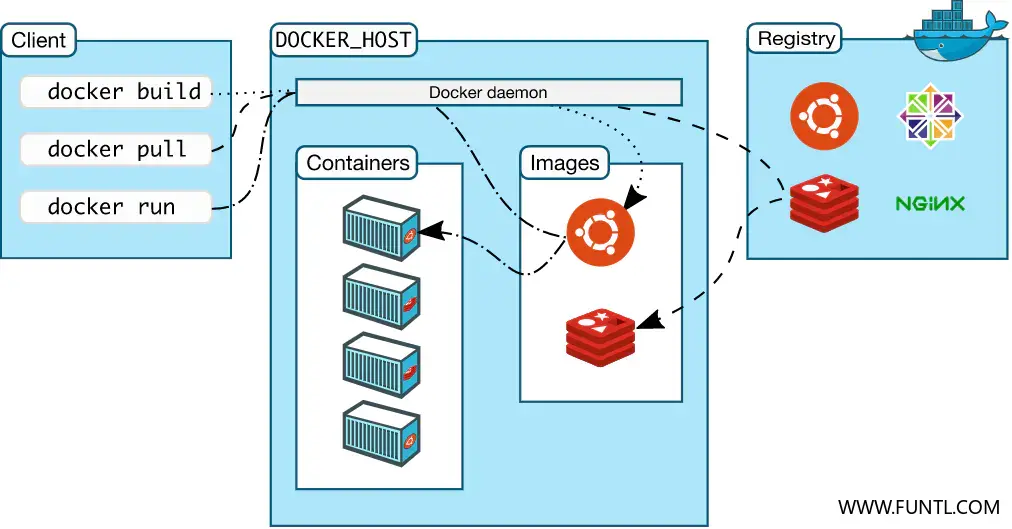 Client
docker build
docker pull
docker run
DOCKER_HOST
Docker daemon
Containers
Images
Registry
NGINX
WWW.FUNTL.COM